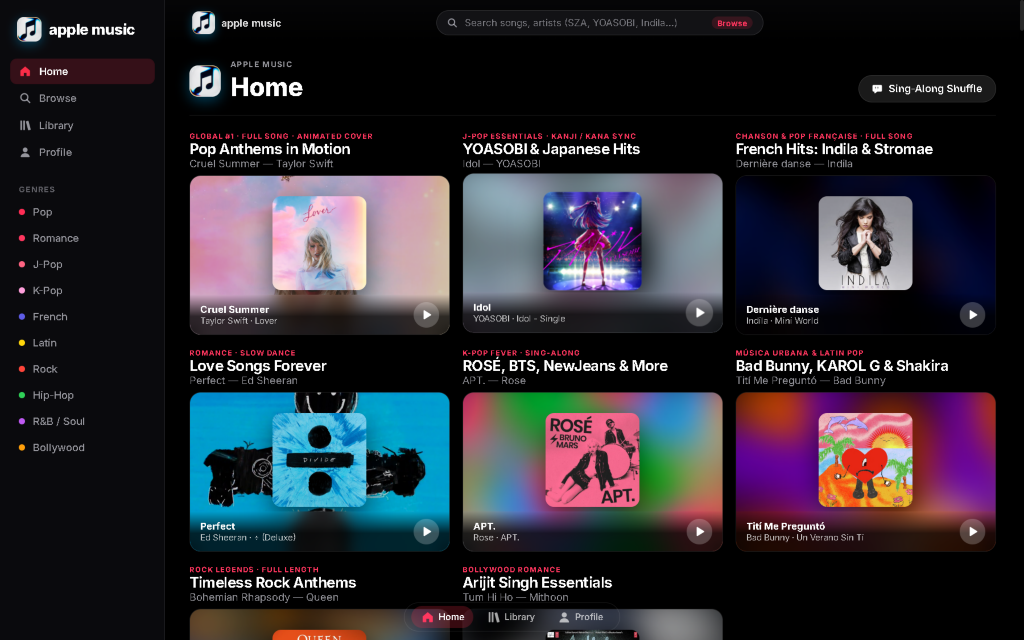 apple music
Home
Browse
Library
Profile
GENRES
Pop
Romance
J-Pop
K-Pop
French
Latin
Rock
Hip-Hop
R&B / Soul
Bollywood
apple music
Search songs, artists (SZA, YOASOBI, Indila...)
Browse
APPLE MUSIC
Home
Sing-Along Shuffle
GLOBAL #1 · FULL SONG · ANIMATED COVER
Pop Anthems in Motion
Cruel Summer — Taylor Swift
Lover
Cruel Summer
Taylor Swift · Lover
J-POP ESSENTIALS · KANJI / KANA SYNC
YOASOBI & Japanese Hits
Idol — YOASOBI
Idol
YOASOBI · Idol - Single
CHANSON & POP FRANÇAISE · FULL SONG
French Hits: Indila & Stromae
Dernière danse — Indila
INDILA
Dernière danse
Indila · Mini World
ROMANCE · SLOW DANCE
Love Songs Forever
Perfect — Ed Sheeran
DIVIDE
Perfect
Ed Sheeran · ÷ (Deluxe)
K-POP FEVER · SING-ALONG
ROSÉ, BTS, NewJeans & More
APT. — Rose
ROSÉ
BRUNO
MARS
APT.
APT.
Rose · APT.
MÚSICA URBANA & LATIN POP
Bad Bunny, KAROL G & Shakira
Tití Me Preguntó — Bad Bunny
Tití Me Preguntó
Bad Bunny · Un Verano Sin Ti
ROCK LEGENDS · FULL LENGTH
Timeless Rock Anthems
Bohemian Rhapsody — Queen
QUEEN
BOLLYWOOD ROMANCE
Arijit Singh Essentials
Tum Hi Ho — Mithoon
Home
Library
Profile